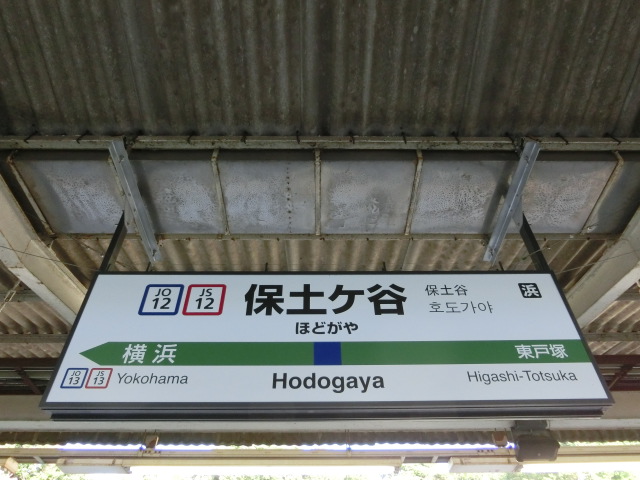 JO 12 JS 12 保土ケ谷 保土谷 浜
호도가야
ほどがや
横浜 東戸塚
JO 13 JS 13 Yokohama Hodogaya Higashi-Totsuka